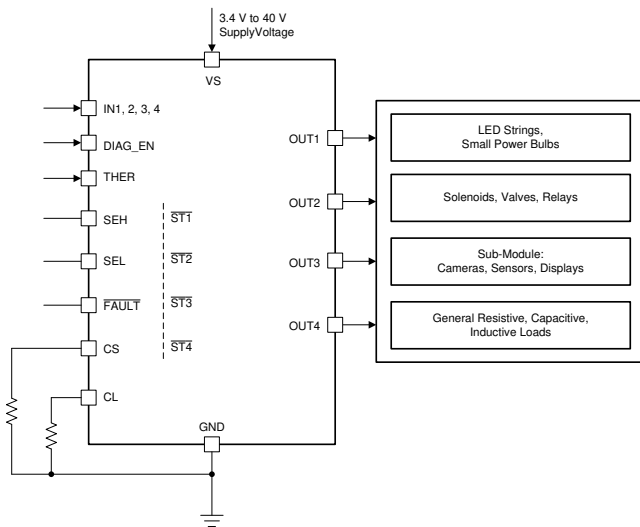 3.4 V to 40 V
SupplyVoltage
VS
IN1, 2, 3, 4
DIAG_EN
THER
SEH
SEL
FAULT
CS
CL
ST1
ST2
ST3
ST4
GND
OUT1
OUT2
OUT3
OUT4
LED Strings,
Small Power Bulbs
Solenoids, Valves, Relays
Sub-Module:
Cameras, Sensors, Displays
General Resistive, Capacitive,
Inductive Loads